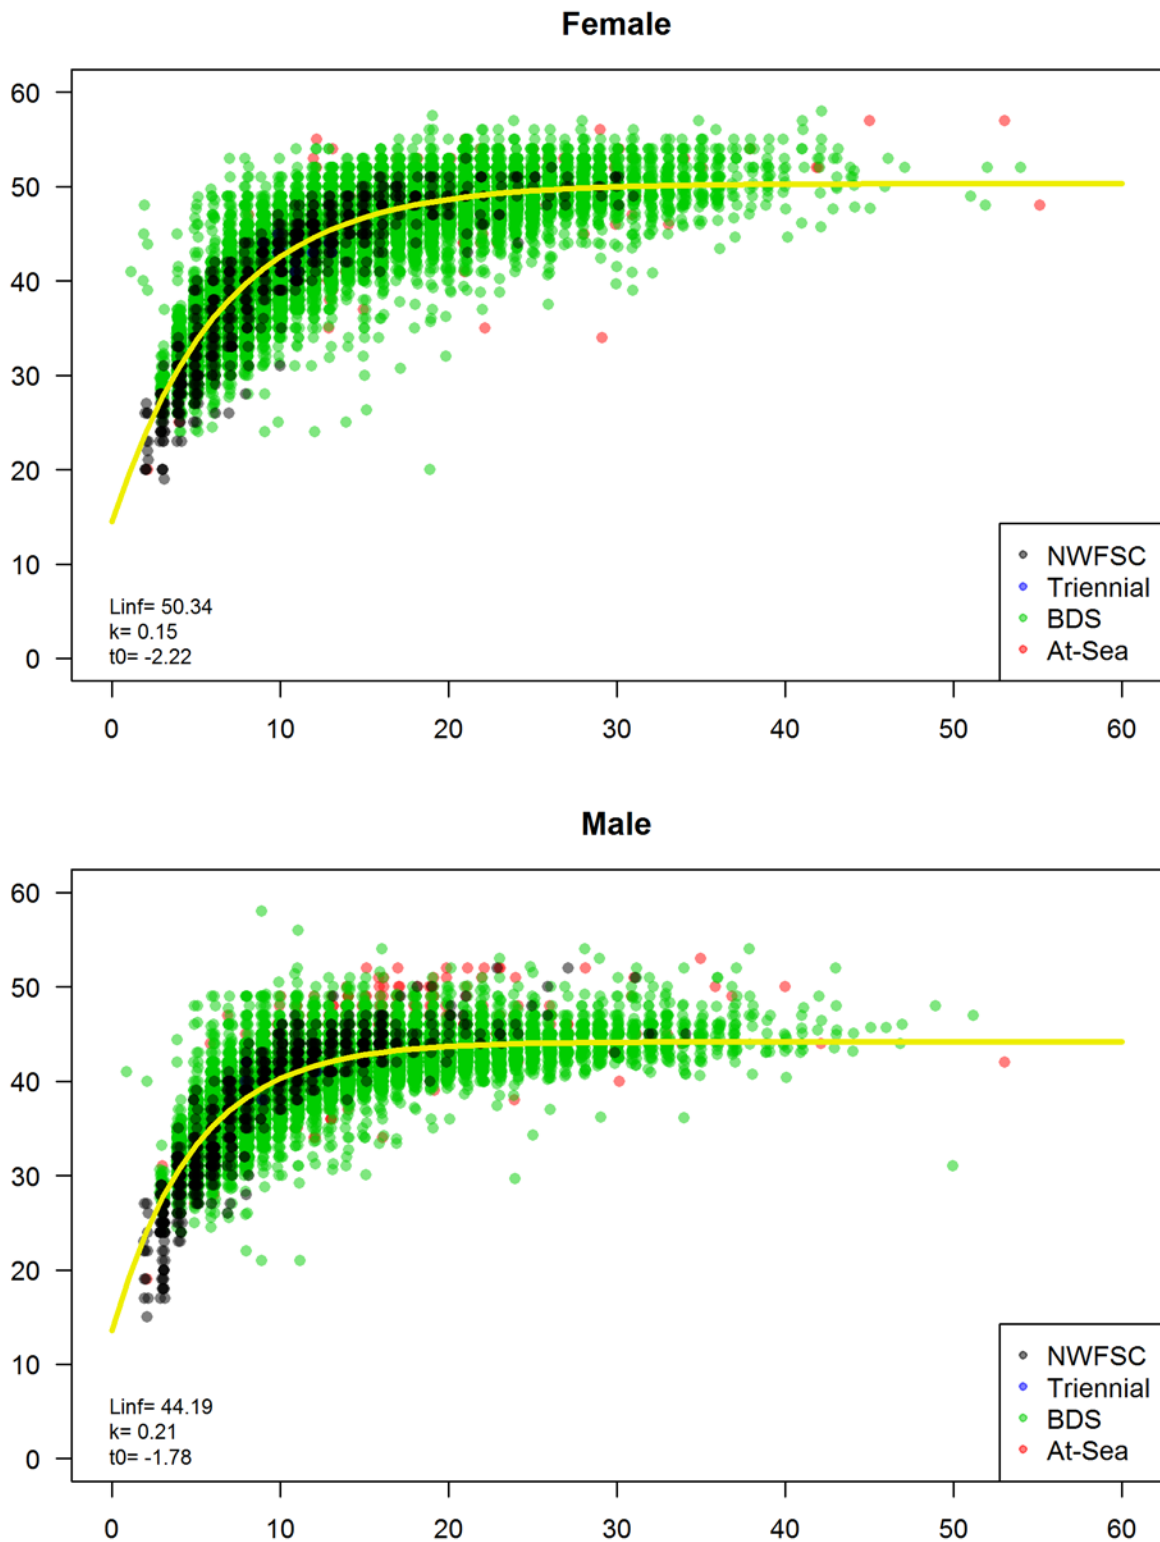 Female
60
50
40
30
20
10
0
Linf= 50.34
k= 0.15
t0= -2.22
NWFSC
Triennial
BDS
At-Sea
0 10 20 30 40 50 60
Male
60
50
40
30
20
10
0
Linf= 44.19
k= 0.21
t0= -1.78
NWFSC
Triennial
BDS
At-Sea
0 10 20 30 40 50 60